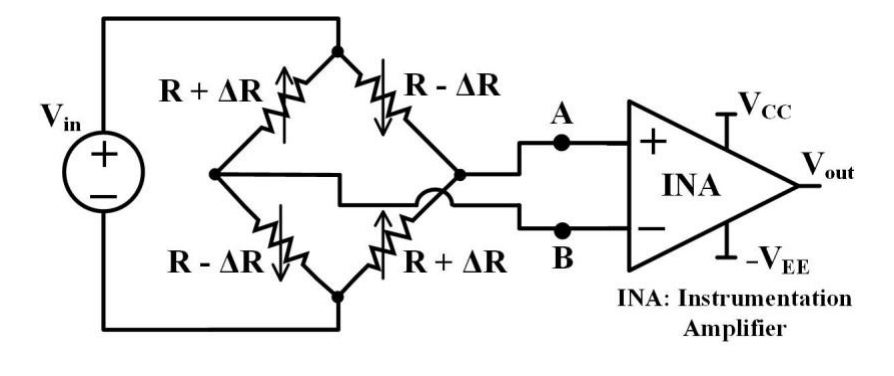 R + ΔR
R - ΔR
V_in
+
−
A
V_CC
+
INA
V_out
−
R - ΔR
R + ΔR
B
-V_EE
INA: Instrumentation
Amplifier